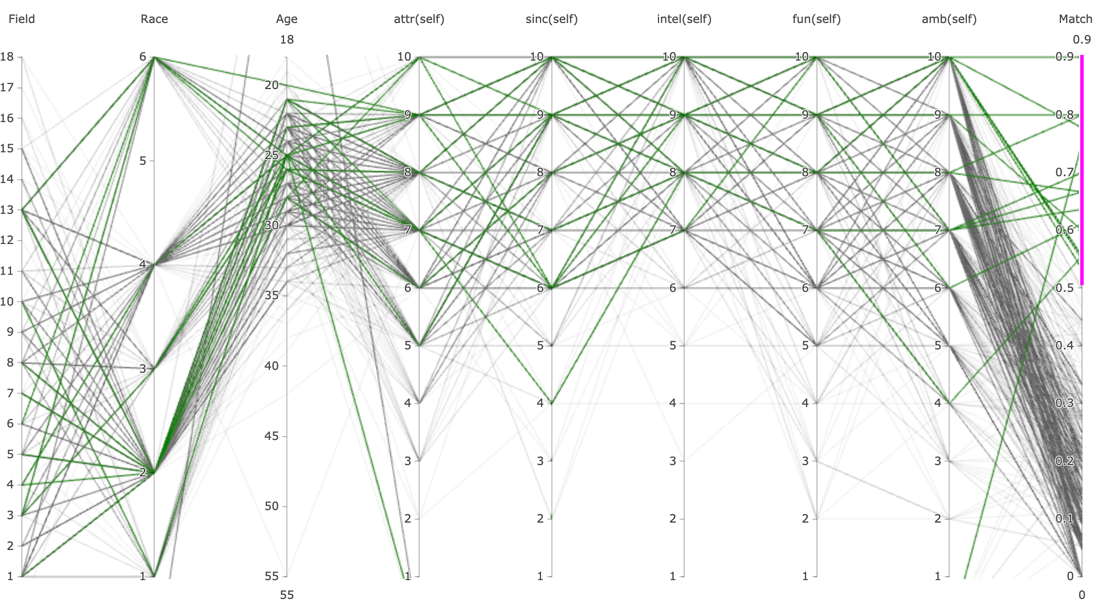 Field Race Age attr(self) sinc(self) intel(self) fun(self) amb(self) Match
18 0.9
18 6 10 10 10 10 10 0.9
17 20
16 9 9 9 9 9 0.8
15 5 25
14 8 8 8 8 8 0.7
13
12 30 7 7 7 7 7 0.6
11 4
10 35 6 6 6 6 6 0.5
9
8 3 5 5 5 5 5 0.4
7 40
6 4 4 4 4 4 0.3
5 45
4 2 3 3 3 3 3 0.2
3 50
2 2 2 2 2 2 0.1
1 1 55 1 1 1 1 1 0
55 0